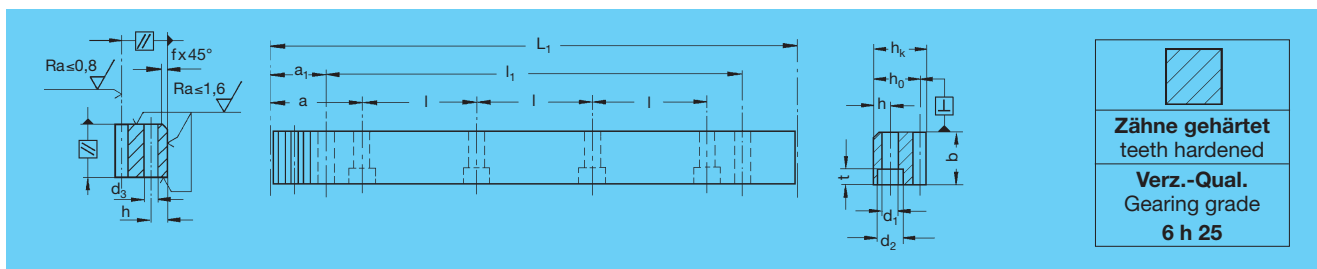 f x 45°
Ra≤0,8
Ra≤1,6
d3
h
L1
a1
l1
a
l
l
l
hk
h0
h
b
t
d1
d2
Zähne gehärtet
teeth hardened
Verz.-Qual.
Gearing grade
6 h 25